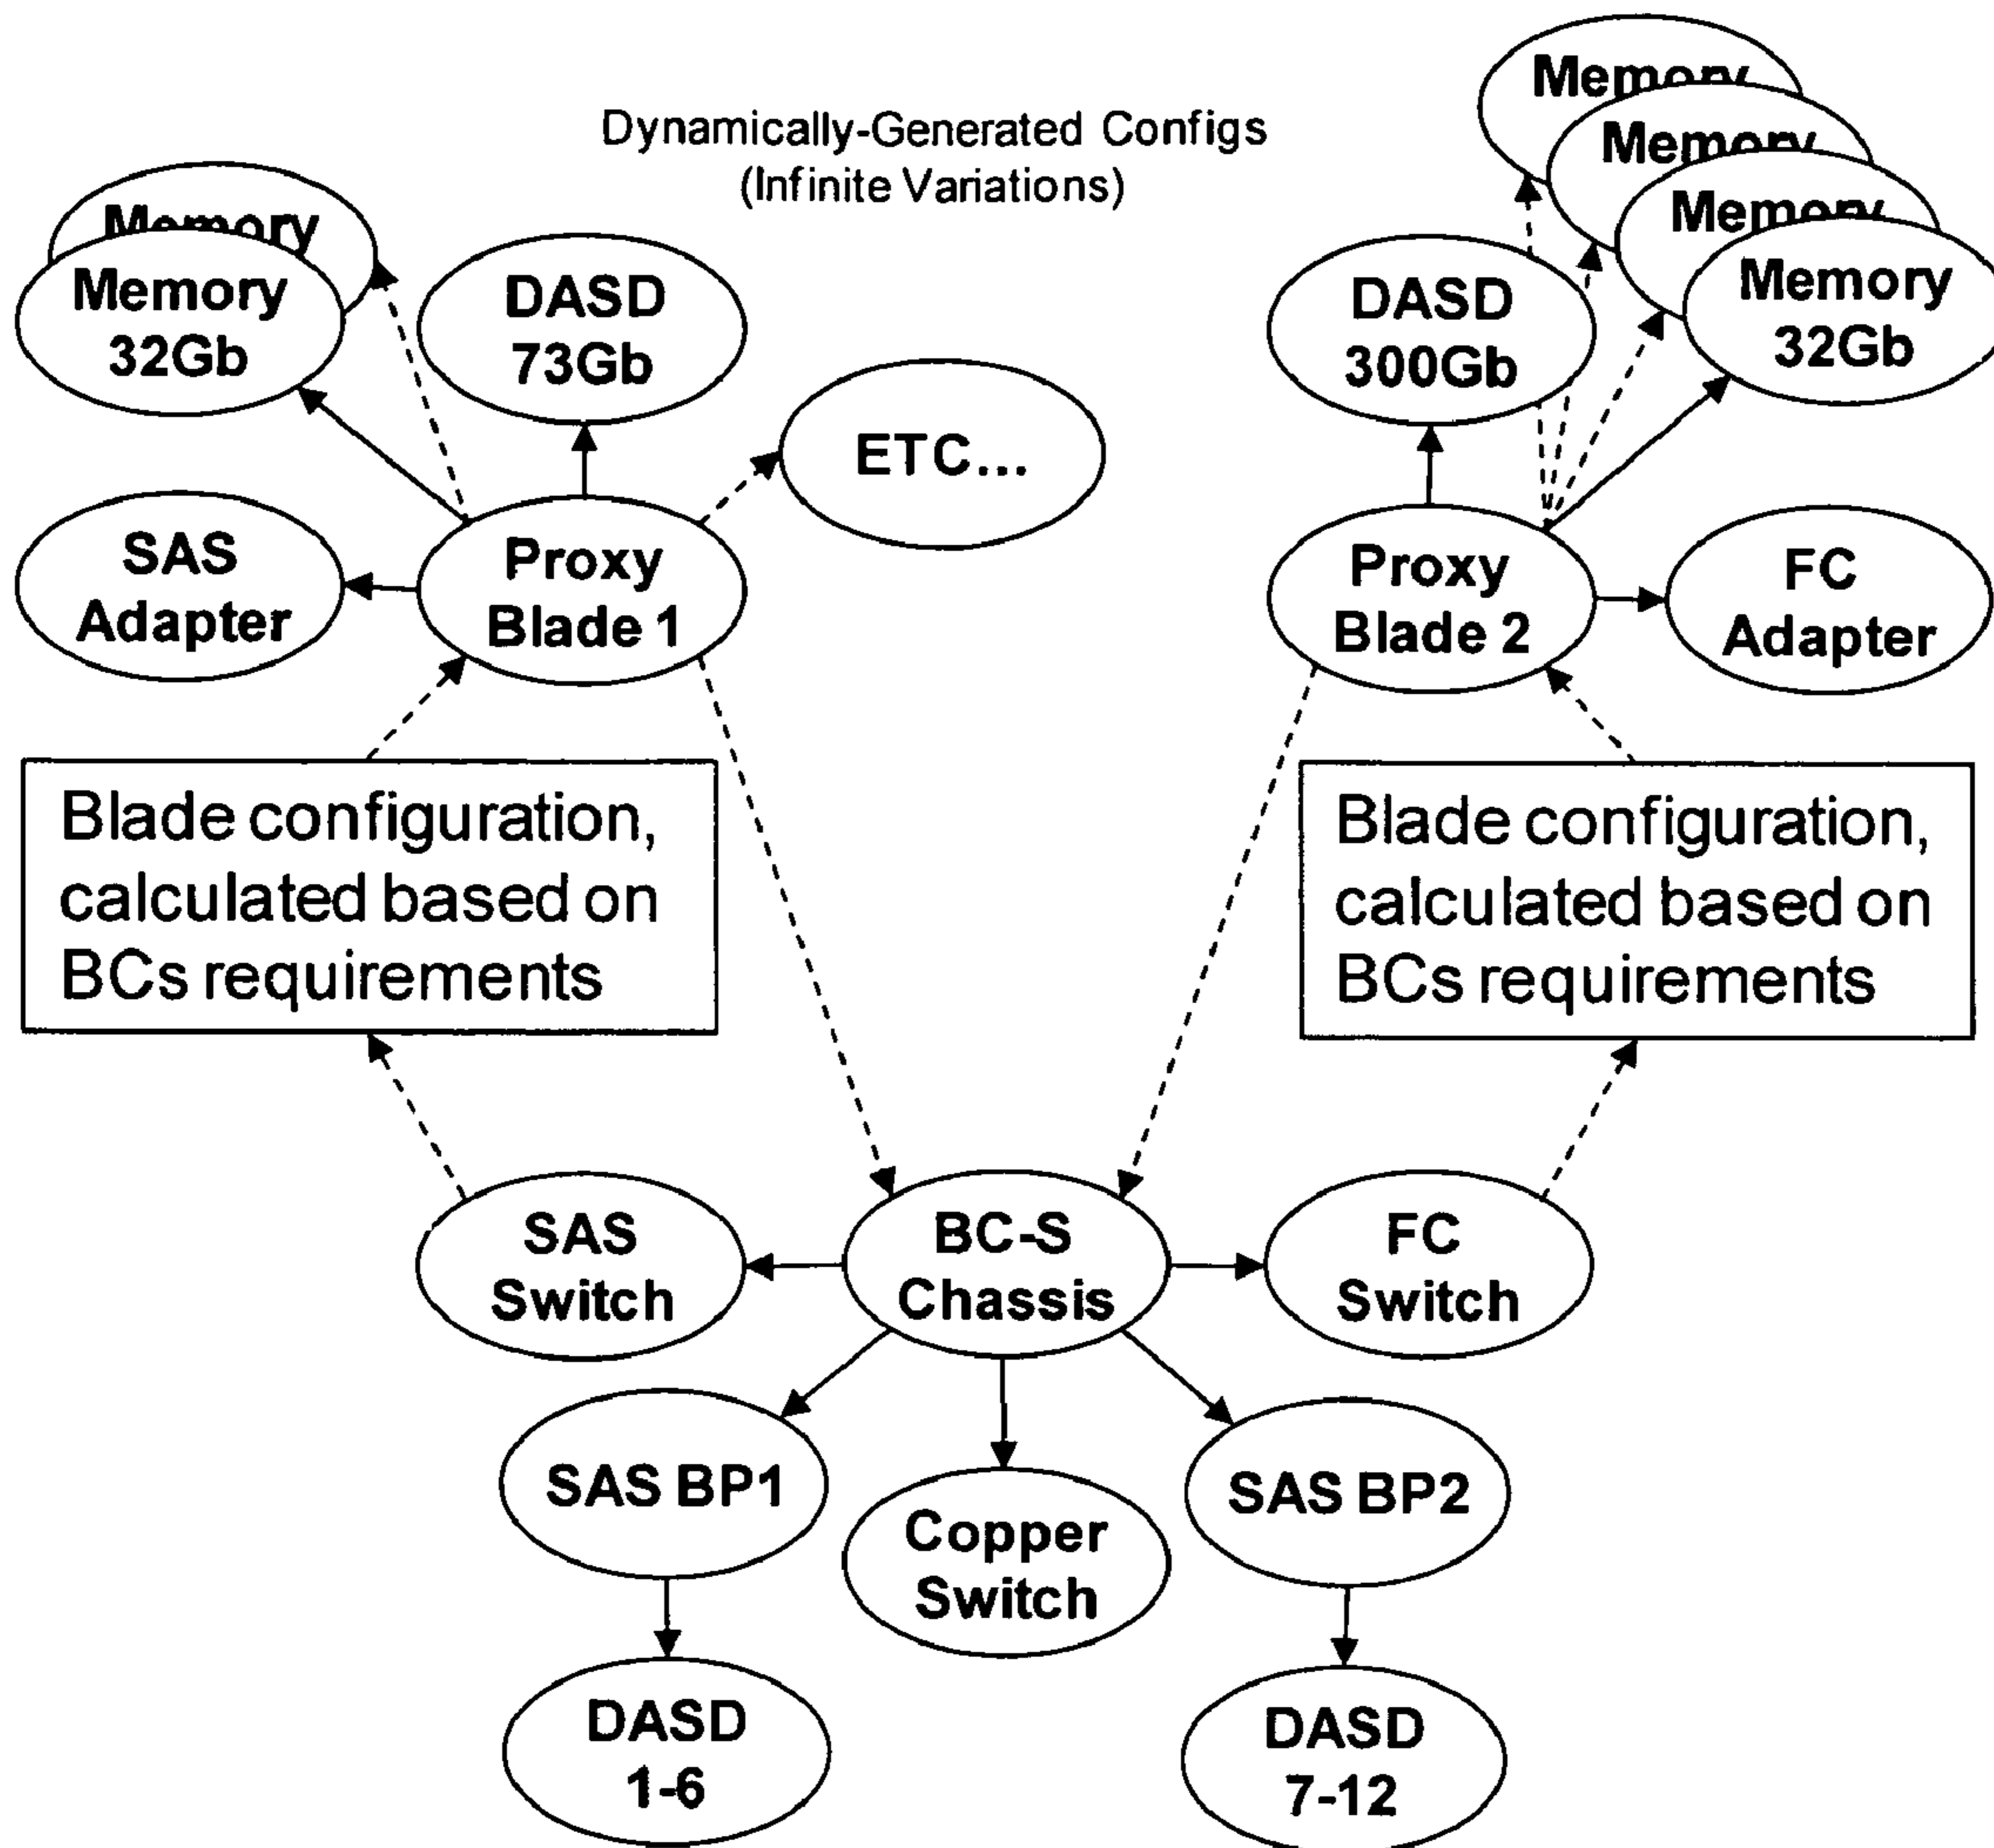 Dynamically-Generated Configs
(Infinite Variations)
Memory
Memory
32Gb
DASD
73Gb
ETC...
SAS
Adapter
Proxy
Blade 1
Memory
Memory
Memory
Memory
32Gb
DASD
300Gb
Proxy
Blade 2
FC
Adapter
Blade configuration,
calculated based on
BCs requirements
Blade configuration,
calculated based on
BCs requirements
SAS
Switch
BC-S
Chassis
FC
Switch
SAS BP1
Copper
Switch
SAS BP2
DASD
1-6
DASD
7-12